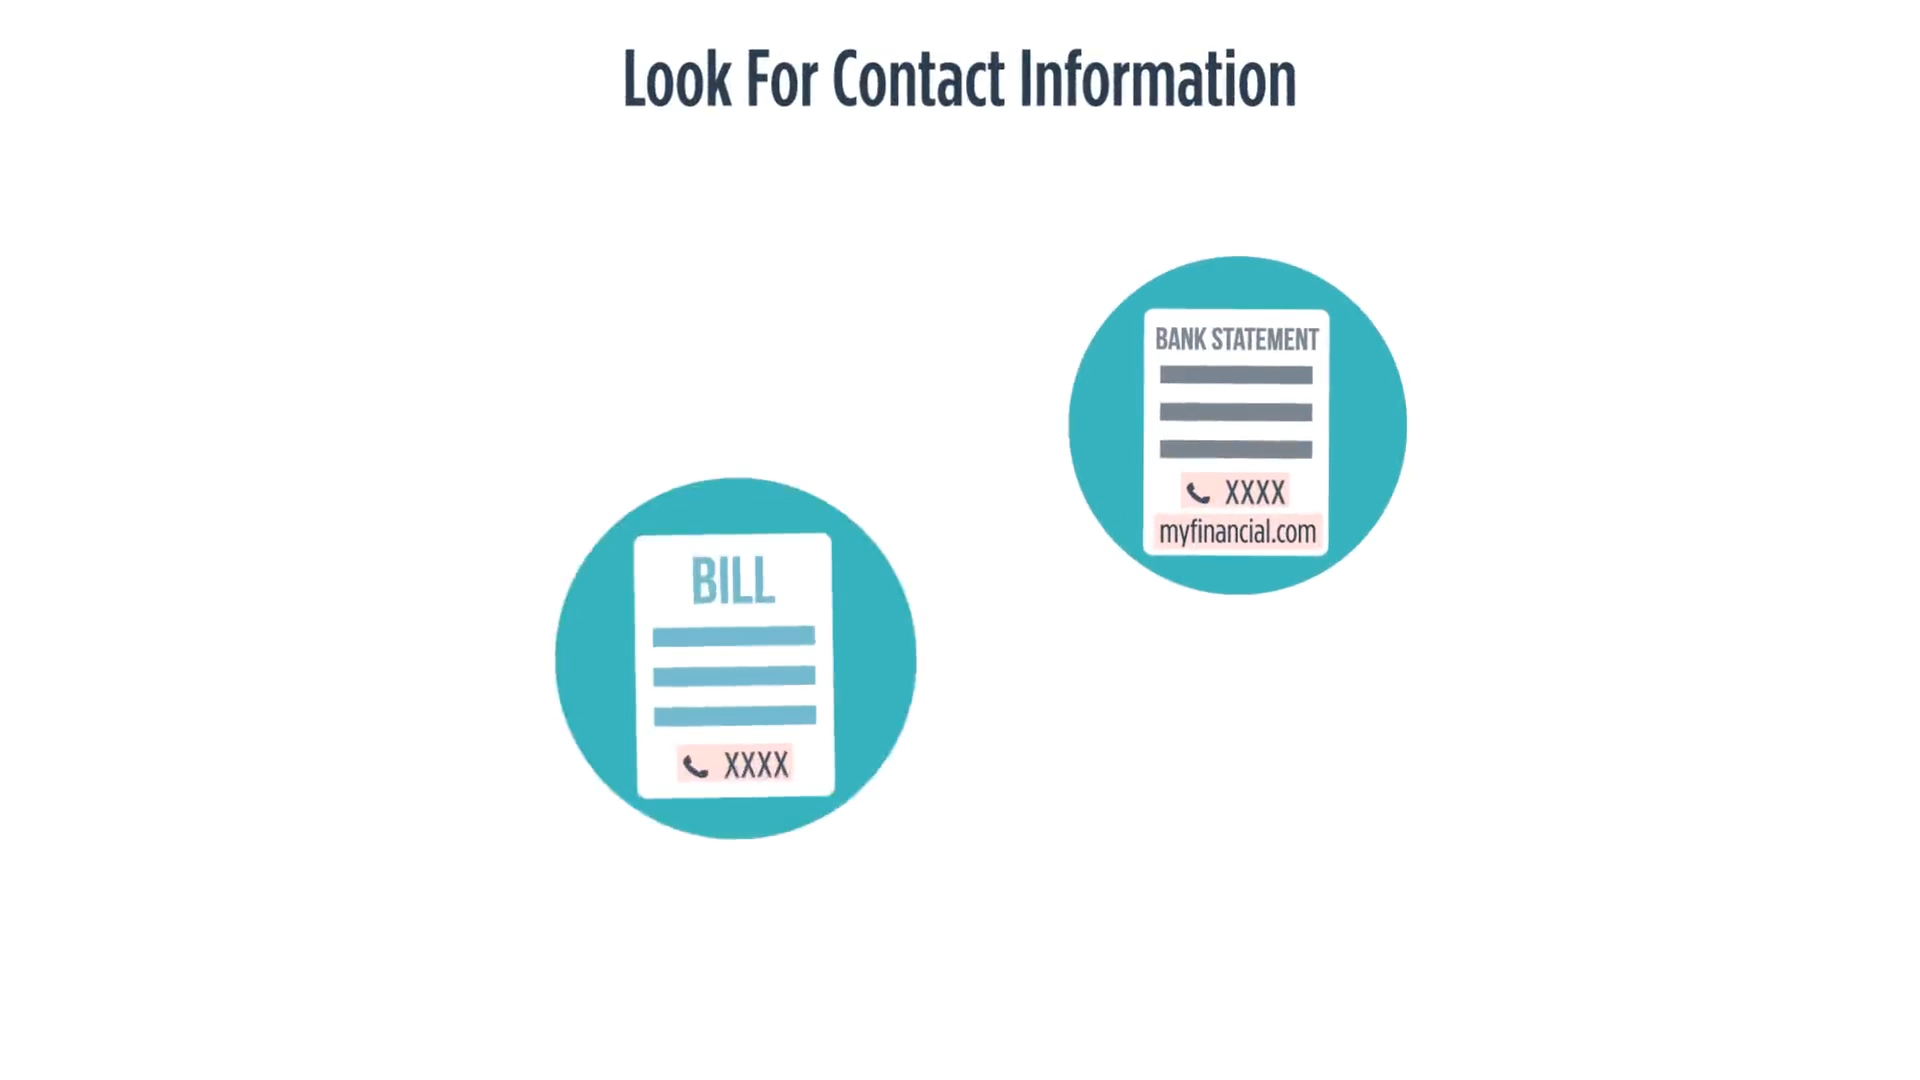 Look For Contact Information
BANK STATEMENT
XXXX
myfinancial.com
BILL
XXXX